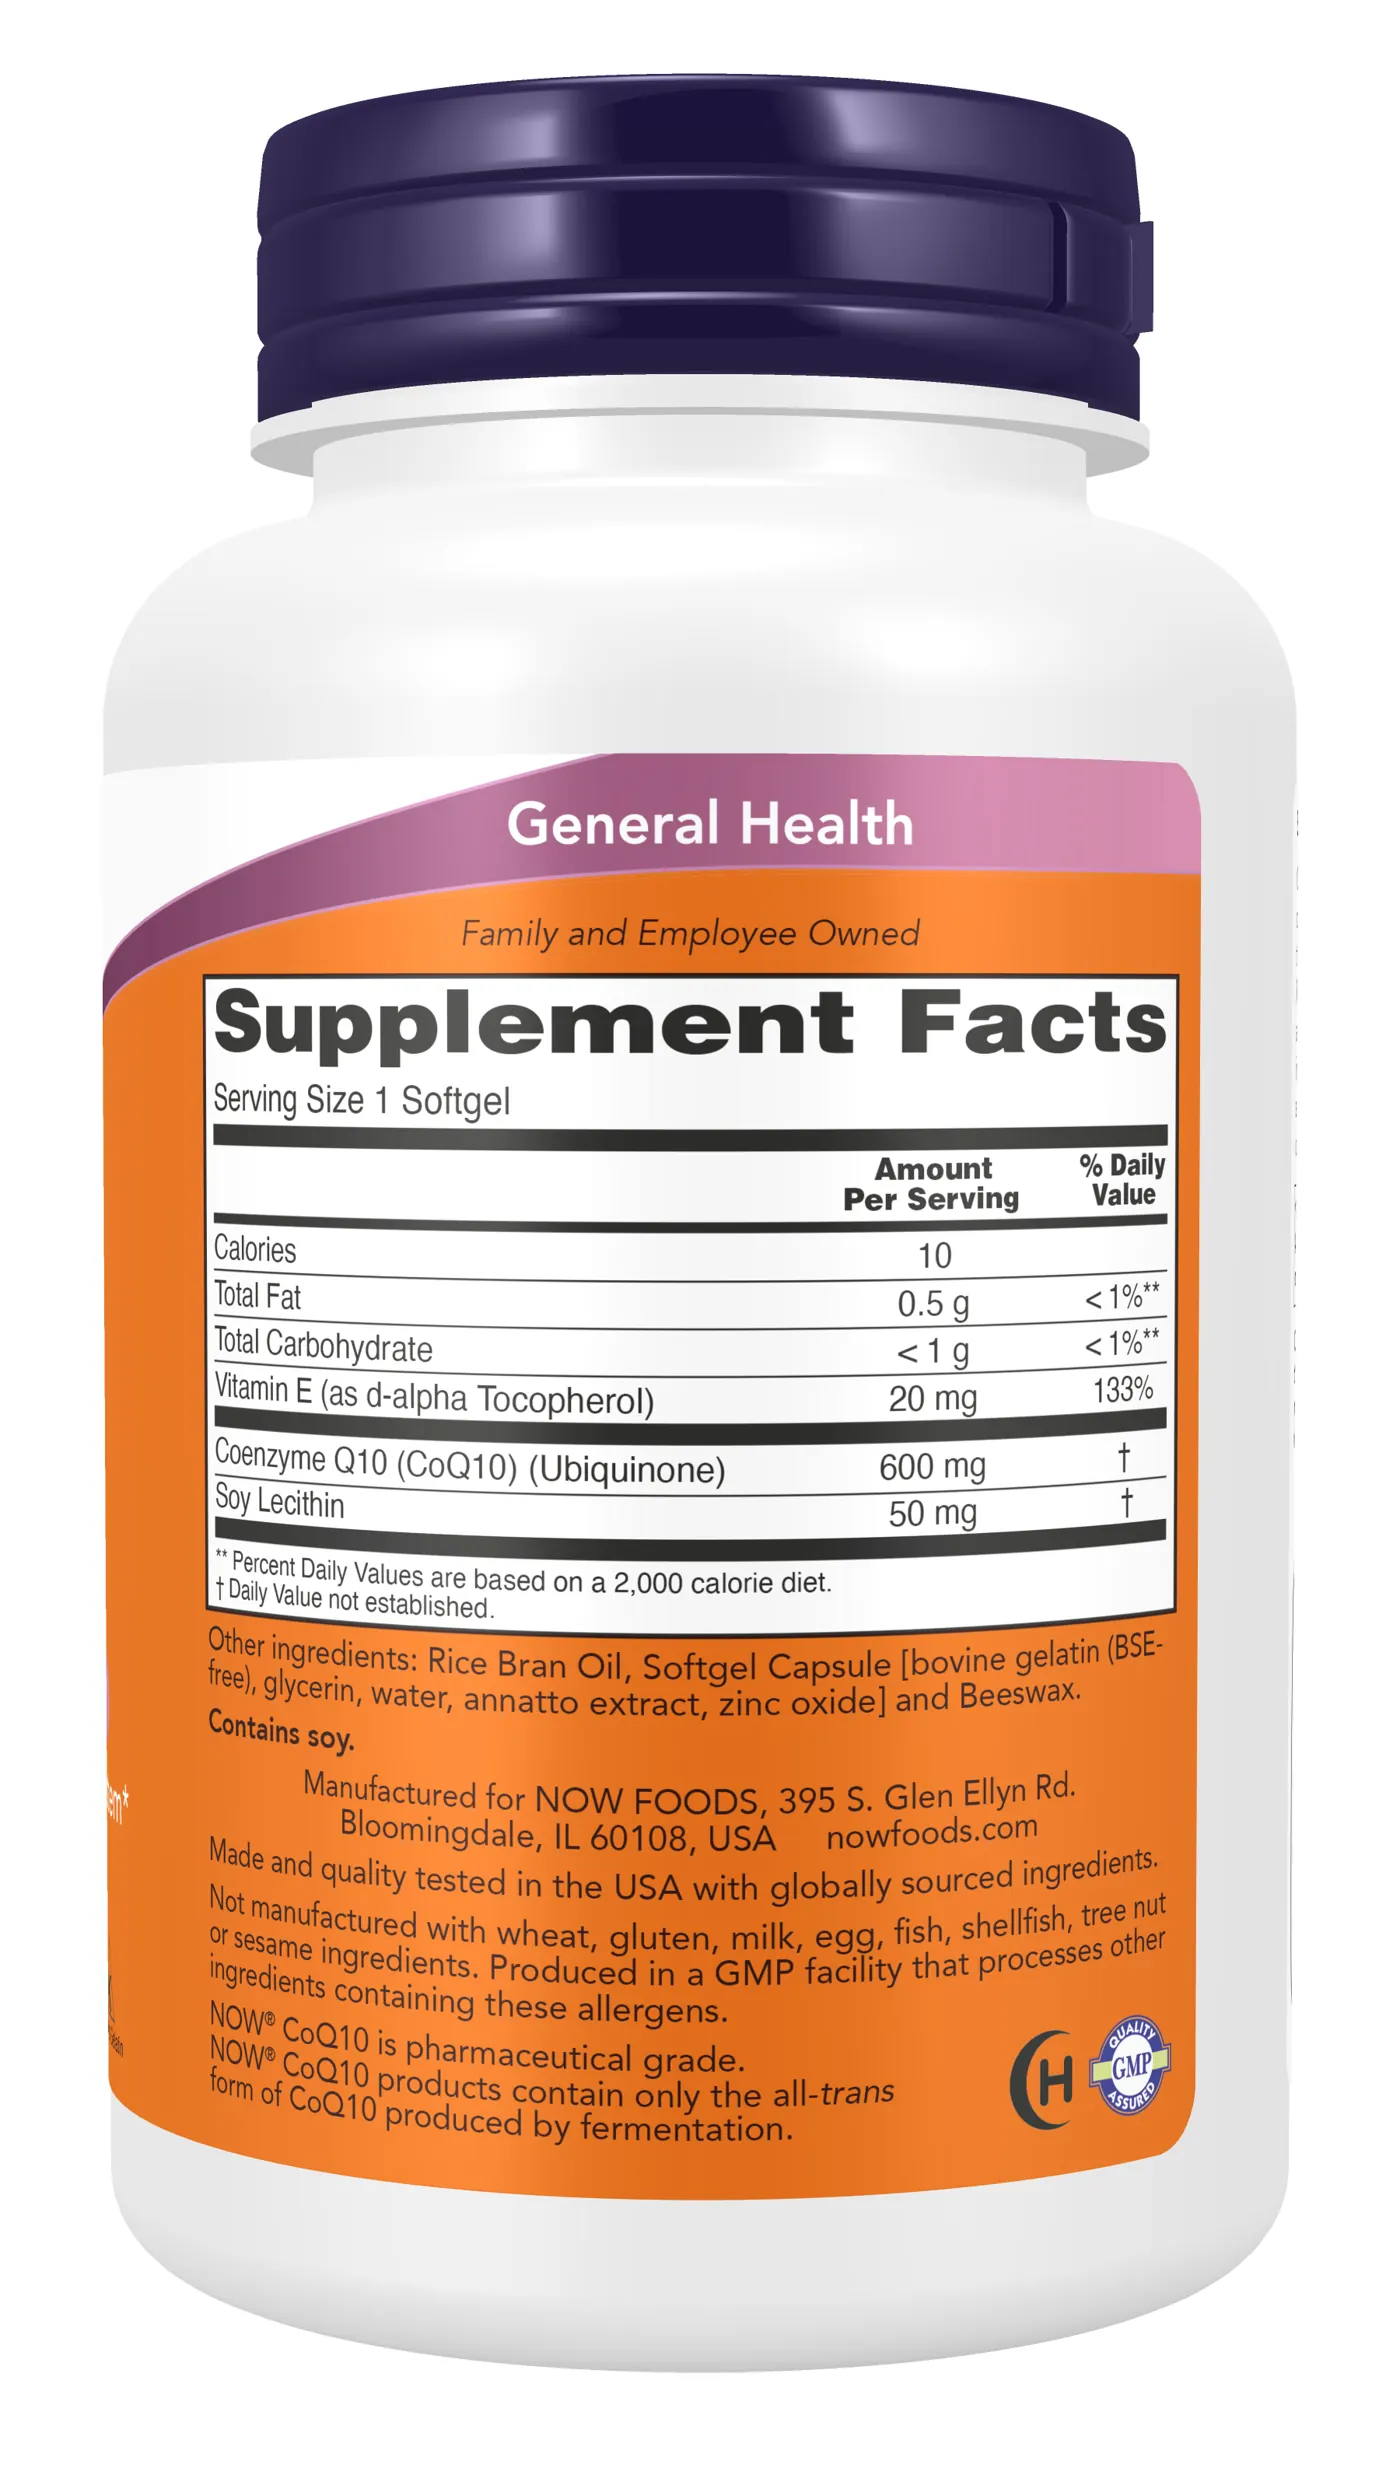 General Health
Family and Employee Owned
Supplement Facts
Serving Size 1 Softgel
Amount Per Serving % Daily Value
Calories 10
Total Fat 0.5 g < 1%**
Total Carbohydrate < 1 g < 1%**
Vitamin E (as d-alpha Tocopherol) 20 mg 133%
Coenzyme Q10 (CoQ10) (Ubiquinone) 600 mg †
Soy Lecithin 50 mg †
** Percent Daily Values are based on a 2,000 calorie diet.
† Daily Value not established.
Other ingredients: Rice Bran Oil, Softgel Capsule [bovine gelatin (BSE-
free), glycerin, water, annatto extract, zinc oxide] and Beeswax.
Contains soy.
Manufactured for NOW FOODS, 395 S. Glen Ellyn Rd.
Bloomingdale, IL 60108, USA nowfoods.com
Made and quality tested in the USA with globally sourced ingredients.
Not manufactured with wheat, gluten, milk, egg, fish, shellfish, tree nut
or sesame ingredients. Produced in a GMP facility that processes other
ingredients containing these allergens.
NOW® CoQ10 is pharmaceutical grade.
NOW® CoQ10 products contain only the all-trans
form of CoQ10 produced by fermentation.
H
QUALITY
GMP
ASSURED